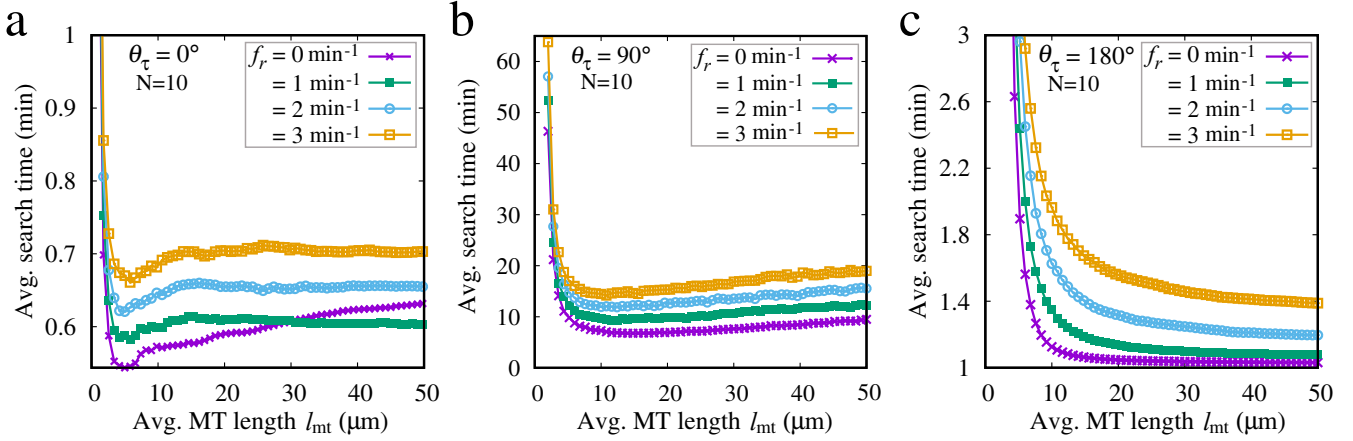 a
Avg. search time (min)
1
0.9
0.8
0.7
0.6
θτ = 0°
N=10
fr = 0 min-1
= 1 min-1
= 2 min-1
= 3 min-1
0 10 20 30 40 50
Avg. MT length lmt (μm)
b
Avg. search time (min)
60
50
40
30
20
10
0
θτ = 90°
N=10
fr = 0 min-1
= 1 min-1
= 2 min-1
= 3 min-1
0 10 20 30 40 50
Avg. MT length lmt (μm)
c
Avg. search time (min)
3
2.6
2.2
1.8
1.4
1
θτ = 180°
N=10
fr = 0 min-1
= 1 min-1
= 2 min-1
= 3 min-1
0 10 20 30 40 50
Avg. MT length lmt (μm)